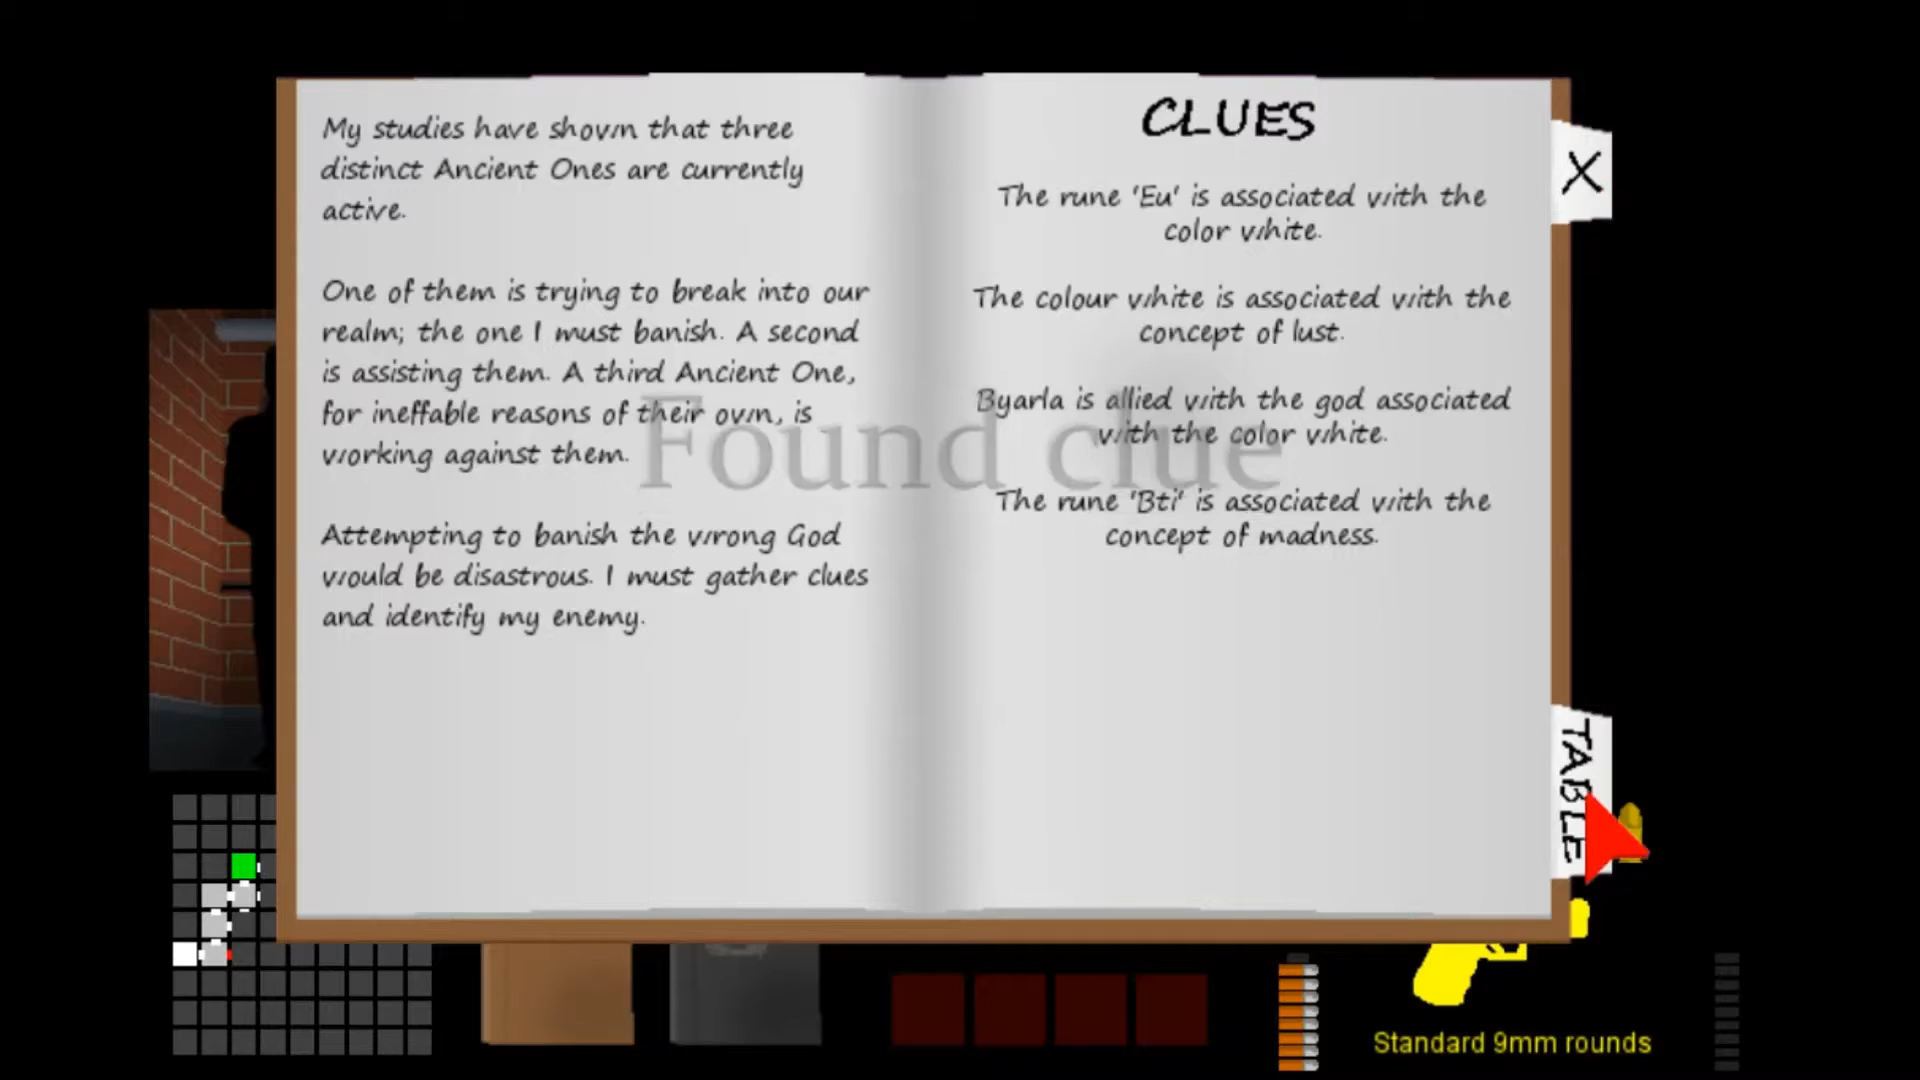 My studies have shown that three
distinct Ancient Ones are currently
active.
One of them is trying to break into our
realm; the one I must banish. A second
is assisting them. A third Ancient One,
for ineffable reasons of their own, is
working against them.
Attempting to banish the wrong God
would be disastrous. I must gather clues
and identify my enemy.
CLUES
The rune 'Eu' is associated with the
color white.
The colour white is associated with the
concept of lust.
Byarla is allied with the god associated
with the color white.
The rune 'Bti' is associated with the
concept of madness.
Found clue
X
TABLE
Standard 9mm rounds